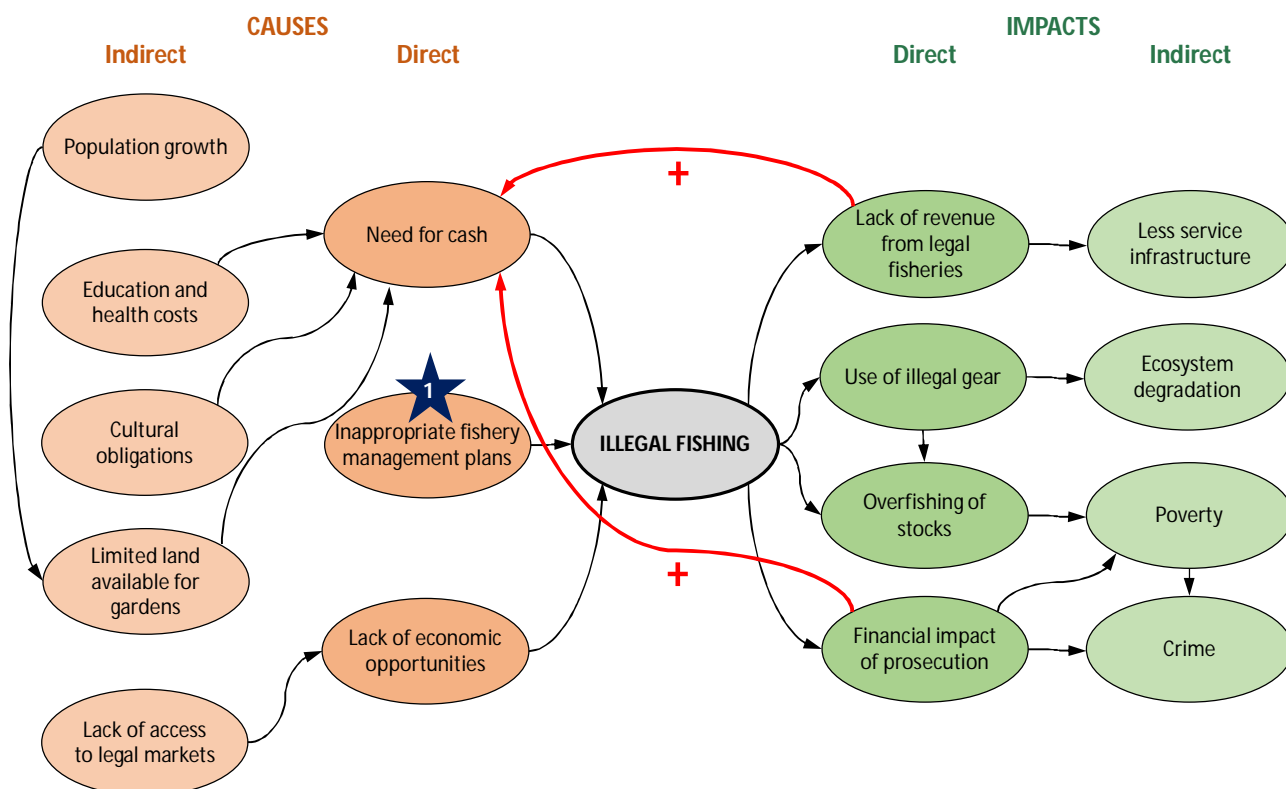 CAUSES
IMPACTS
Indirect
Direct
Direct
Indirect
Population growth
Need for cash
Lack of revenue
from legal
fisheries
Less service
infrastructure
+
Education and
health costs
Use of illegal gear
Ecosystem
degradation
1
Cultural
obligations
Inappropriate fishery
management plans
ILLEGAL FISHING
Overfishing of
stocks
Poverty
Limited land
available for
gardens
+
Lack of economic
opportunities
Financial impact
of prosecution
Crime
Lack of access
to legal markets